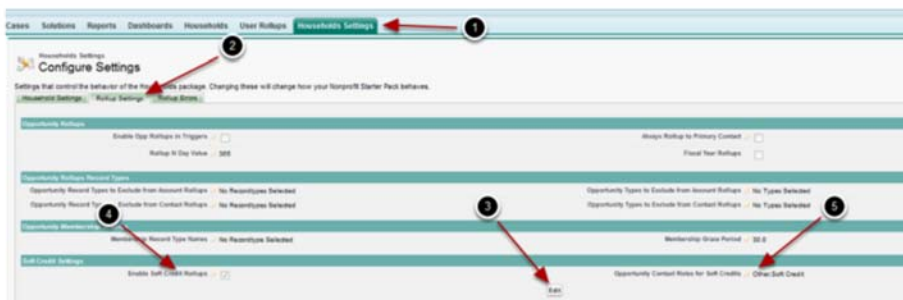 Cases Solutions Reports Dashboards Households User Rollups Households Settings
1
2
Households Settings
Configure Settings
Settings that control the behavior of the households package. Changing these will change how your Nonprofit Starter Pack behaves.
Household Settings Rollup Settings Rollup Errors
Opportunity Rollups
Enable Opp Rollups in Triggers Always Rollup to Primary Contact
Rollup N Day Value 365 Fiscal Year Rollups
Opportunity Rollups Record Types
Opportunity Record Types to Exclude from Account Rollups No Recordtypes Selected Opportunity Types to Exclude from Account Rollups No Types Selected
Opportunity Record Exclude from Contact Rollups No Recordtypes Selected Opportunity Types to Exclude from Contact Rollups No Types Selected
4 3 5
Opportunity Membership
Membership Record Type Names No Recordtypes Selected Membership Grace Period 30.0
Soft Credit Settings
Enable Soft Credit Rollups Opportunity Contact Roles for Soft Credits Other;Soft Credit
Edit